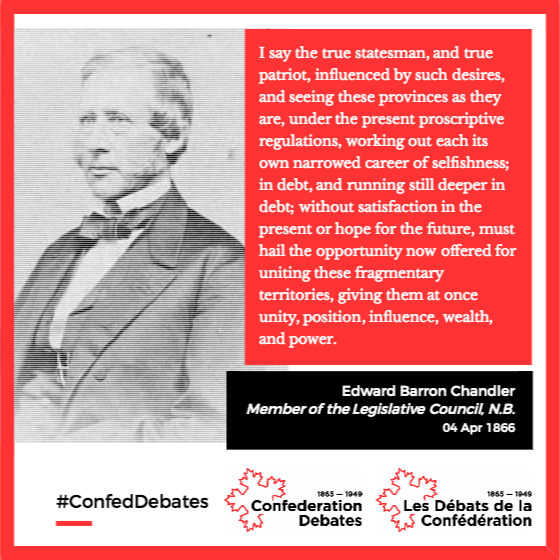 I say the true statesman, and true
patriot, influenced by such desires,
and seeing these provinces as they
are, under the present proscriptive
regulations, working out each its
own narrowed career of selfishness;
in debt, and running still deeper in
debt; without satisfaction in the
present or hope for the future, must
hail the opportunity now offered for
uniting these fragmentary
territories, giving them at once
unity, position, influence, wealth,
and power.
Edward Barron Chandler
Member of the Legislative Council, N.B.
04 Apr 1866
#ConfedDebates
1865 — 1949
Confederation
Debates
1865 — 1949
Les Débats de la
Confédération